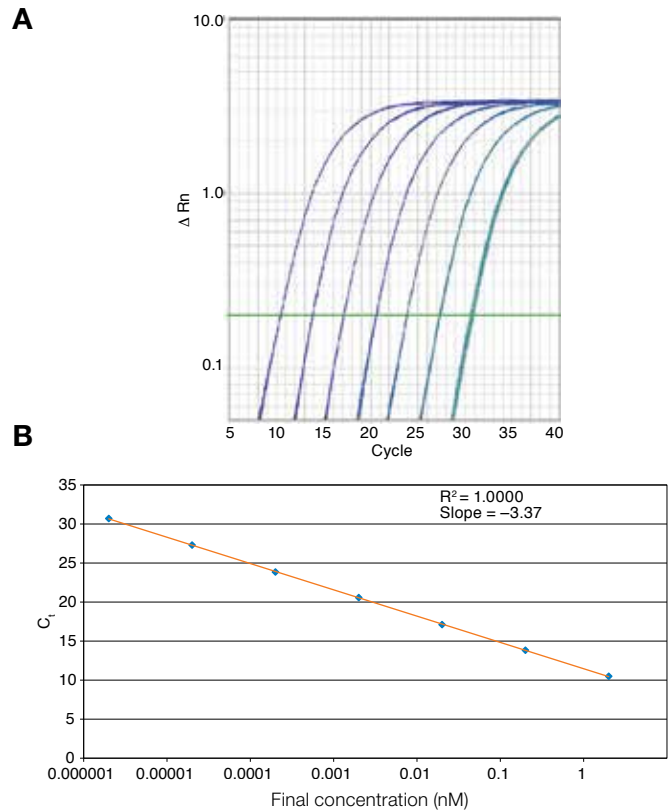 A
10.0
1.0
Δ Rn
0.1
5 10 15 20 25 30 35 40
Cycle
B
35
30
25
20
15
10
5
0
Ct
R² = 1.0000
Slope = –3.37
0.000001 0.00001 0.0001 0.001 0.01 0.1 1
Final concentration (nM)